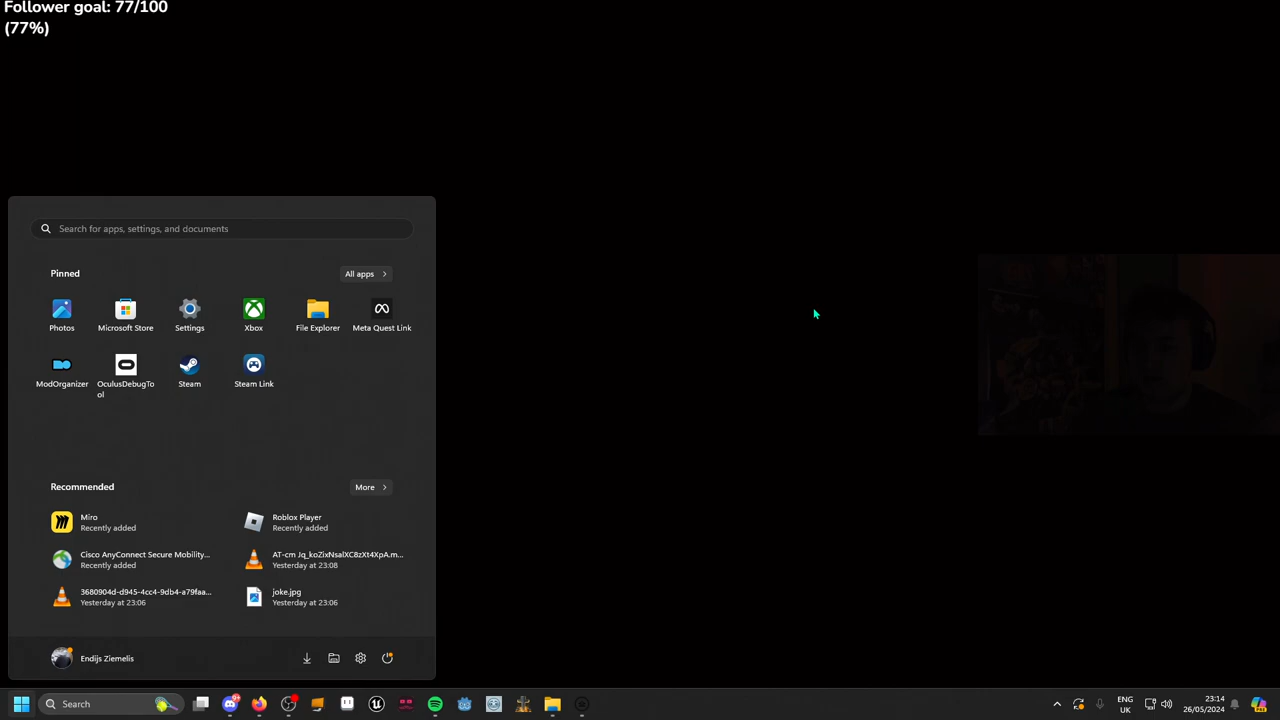 Follower goal: 77/100
(77%)
Search for apps, settings, and documents
Pinned
All apps
Photos
Microsoft Store
Settings
Xbox
File Explorer
Meta Quest Link
ModOrganizer
OculusDebugTo
ol
Steam
Steam Link
Recommended
More
Miro
Recently added
Roblox Player
Recently added
Cisco AnyConnect Secure Mobility...
Recently added
AT-cm Jq_koZixNsalXC8zXt4XpA.m...
Yesterday at 23:08
3680904d-d945-4cc4-9db4-a79faa...
Yesterday at 23:06
joke.jpg
Yesterday at 23:06
Endijs Ziemelis
Search
ENG
UK
23:14
26/05/2024